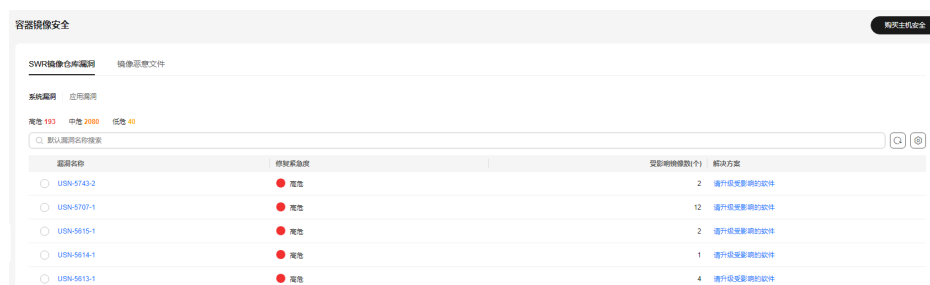 容器镜像安全
购买主机安全
SWR镜像仓库漏洞 镜像恶意文件
系统漏洞 应用漏洞
高危 193 中危 2080 低危 40
默认漏洞名称搜索
漏洞名称 修复紧急度 受影响镜像数(个) 解决方案
USN-5743-2 高危 2 请升级受影响的软件
USN-5707-1 高危 12 请升级受影响的软件
USN-5615-1 高危 2 请升级受影响的软件
USN-5614-1 高危 1 请升级受影响的软件
USN-5613-1 高危 4 请升级受影响的软件